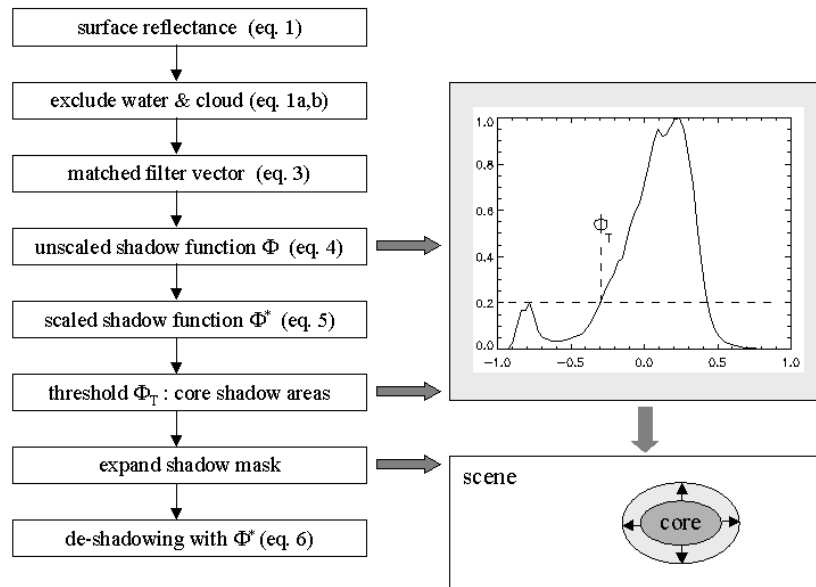 surface reflectance (eq. 1)
exclude water & cloud (eq. 1a,b)
matched filter vector (eq. 3)
unscaled shadow function Φ (eq. 4)
scaled shadow function Φ* (eq. 5)
threshold Φ_T : core shadow areas
expand shadow mask
de-shadowing with Φ* (eq. 6)
1.0
0.8
0.6
0.4
0.2
0.0
Φ_T
-1.0 -0.5 0.0 0.5 1.0
scene
core